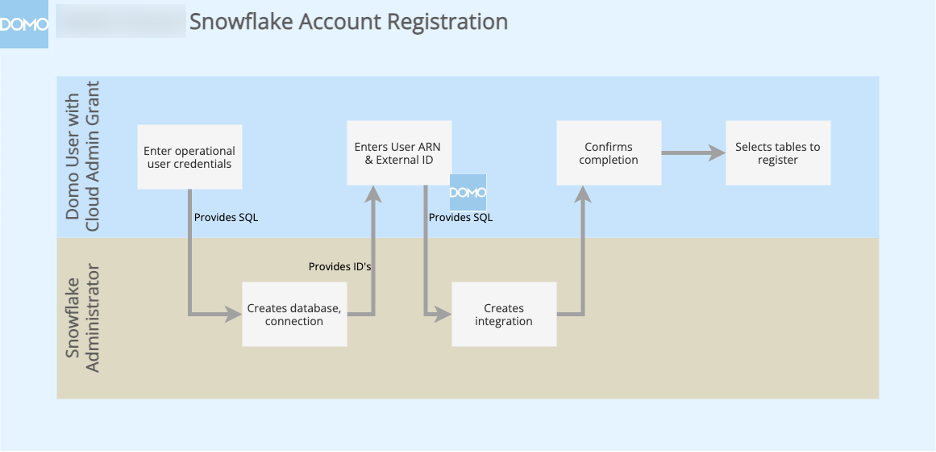 DOMO
Snowflake Account Registration
Domo User with
Cloud Admin Grant
Enter operational
user credentials
Enters User ARN
& External ID
Confirms
completion
Selects tables to
register
DOMO
Provides SQL
Provides SQL
Provides ID's
Snowflake
Administrator
Creates database,
connection
Creates
integration